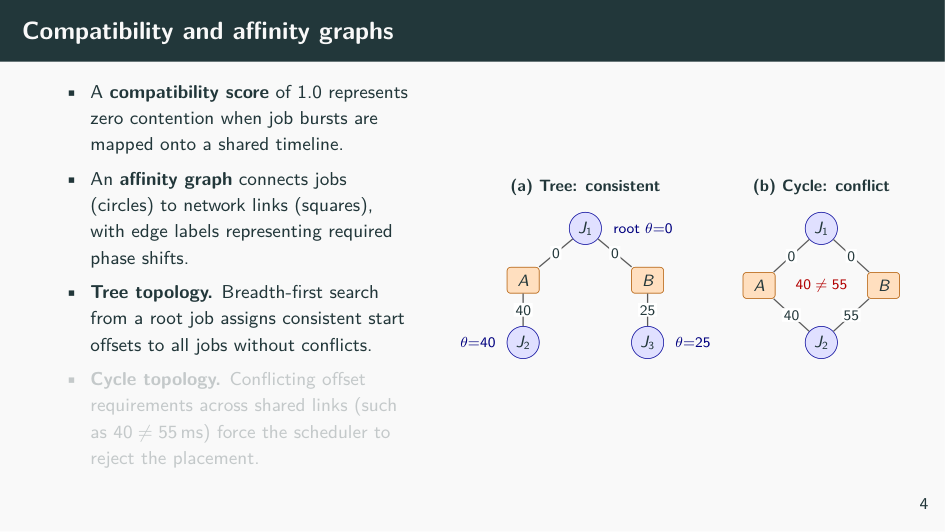 Compatibility and affinity graphs
▪ A compatibility score of 1.0 represents
zero contention when job bursts are
mapped onto a shared timeline.
▪ An affinity graph connects jobs
(circles) to network links (squares),
with edge labels representing required
phase shifts.
▪ Tree topology. Breadth-first search
from a root job assigns consistent start
offsets to all jobs without conflicts.
▪ Cycle topology. Conflicting offset
requirements across shared links (such
as 40 ≠ 55 ms) force the scheduler to
reject the placement.
(a) Tree: consistent
J₁ root θ=0
0 0
A B
40 25
θ=40 J₂ J₃ θ=25
(b) Cycle: conflict
J₁
0 0
A 40 ≠ 55 B
40 55
J₂
4